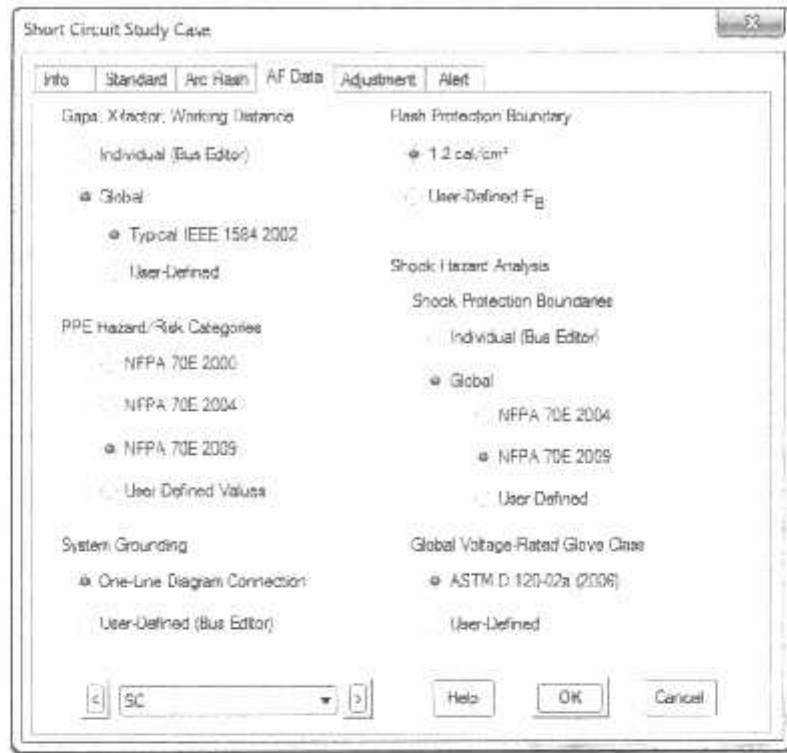 Short Circuit Study Case
Info
Standard
Arc Flash
AF Data
Adjustment
Alert
Gaps, X-factor, Working Distance
Individual (Bus Editor)
Global
Typical IEEE 1584 2002
User-Defined
PPE Hazard/Risk Categories
NFPA 70E 2000
NFPA 70E 2004
NFPA 70E 2009
User Defined Values
System Grounding
One-Line Diagram Connection
User-Defined (Bus Editor)
Flash Protection Boundary
1.2 cal/cm²
User-Defined E_B
Shock Hazard Analysis
Shock Protection Boundaries
Individual (Bus Editor)
Global
NFPA 70E 2004
NFPA 70E 2009
User Defined
Global Voltage-Rated Glove Class
ASTM D 120-02a (2006)
User-Defined
<
SC
>
Help
OK
Cancel